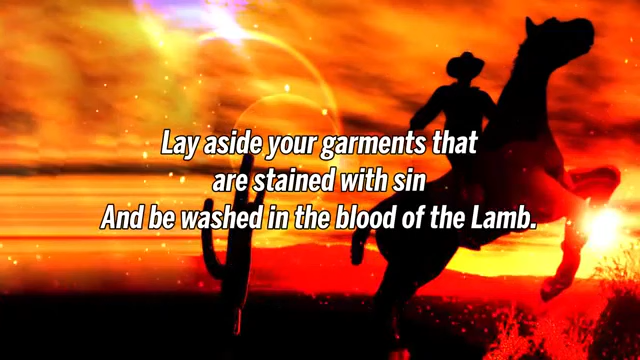 Lay aside your garments that
are stained with sin
And be washed in the blood of the Lamb.